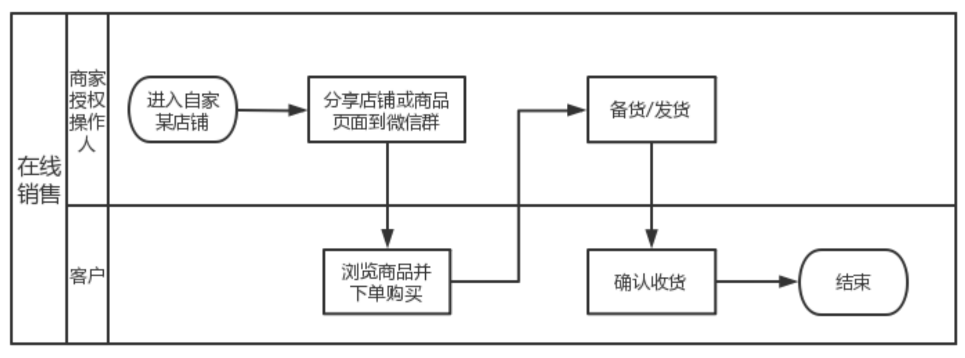 在线
销售
商家
授权
操作
人
进入自家
某店铺
分享店铺或商品
页面到微信群
备货/发货
客户
浏览商品并
下单购买
确认收货
结束